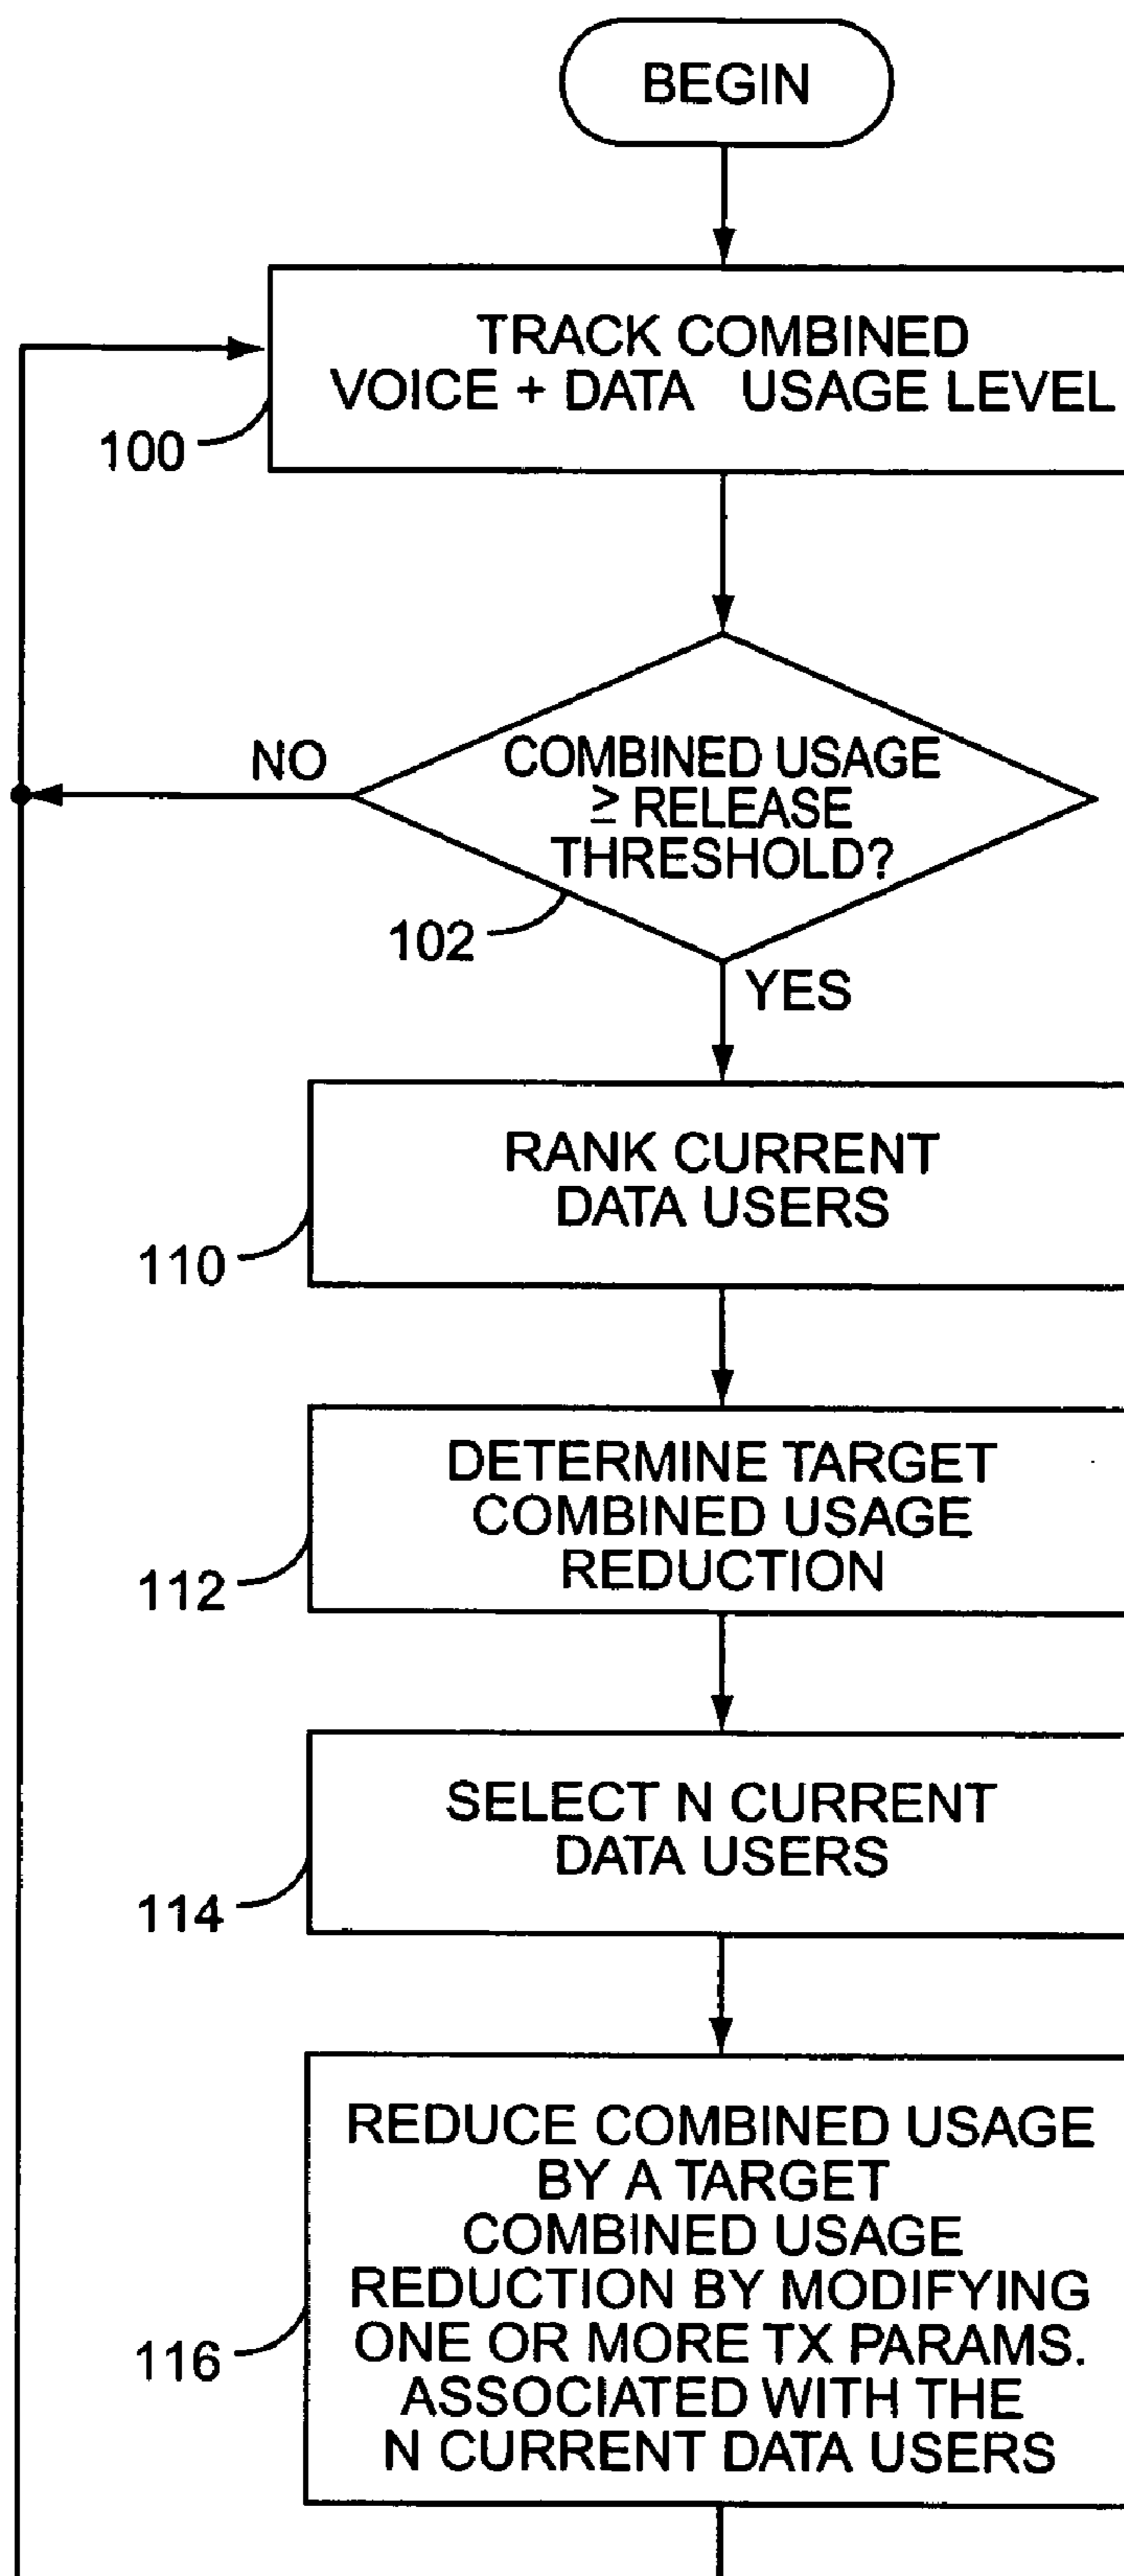 BEGIN
TRACK COMBINED
VOICE + DATA USAGE LEVEL
100
NO
COMBINED USAGE
≥ RELEASE
THRESHOLD?
102
YES
RANK CURRENT
DATA USERS
110
DETERMINE TARGET
COMBINED USAGE
REDUCTION
112
SELECT N CURRENT
DATA USERS
114
REDUCE COMBINED USAGE
BY A TARGET
COMBINED USAGE
REDUCTION BY MODIFYING
ONE OR MORE TX PARAMS.
ASSOCIATED WITH THE
N CURRENT DATA USERS
116